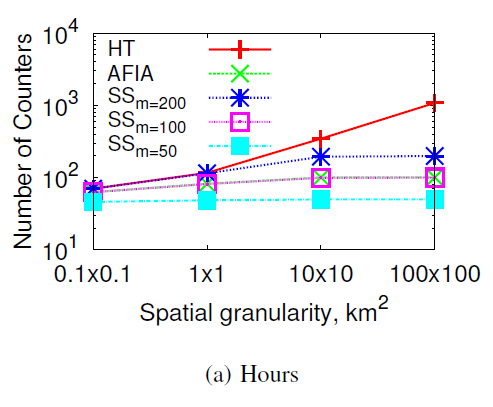 10^4
10^3
10^2
10^1
Number of Counters
HT
AFIA
SS_m=200
SS_m=100
SS_m=50
0.1x0.1 1x1 10x10 100x100
Spatial granularity, km^2
(a) Hours